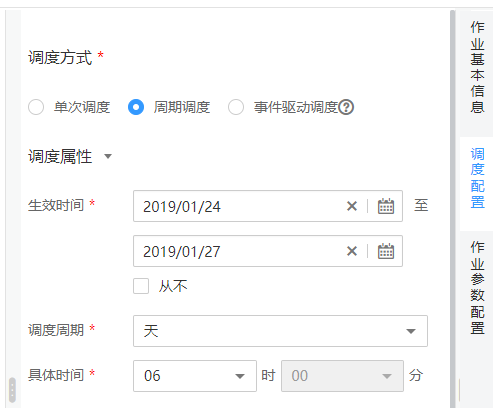 调度方式 *
单次调度 周期调度 事件驱动调度?
调度属性
生效时间 * 2019/01/24 至
2019/01/27
从不
调度周期 * 天
具体时间 * 06 时 00 分
作业基本信息
调度配置
作业参数配置